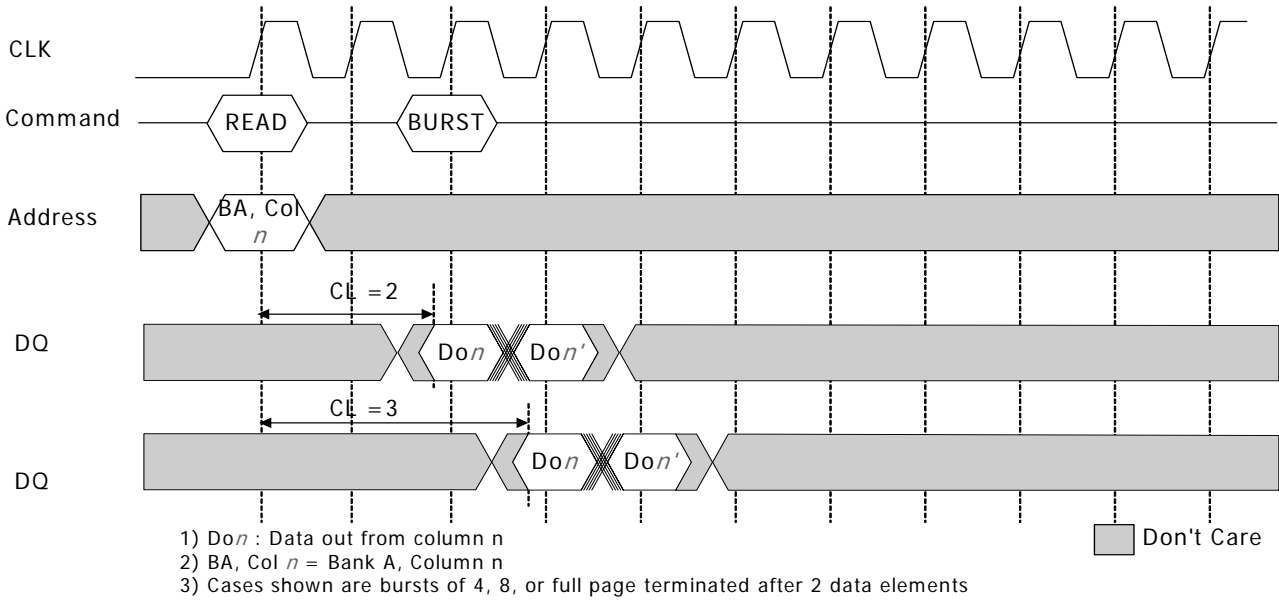 CLK
Command
READ
BURST
Address
BA, Col
n
CL = 2
DQ
Don
Don'
CL = 3
DQ
Don
Don'
1) Don : Data out from column n
2) BA, Col n = Bank A, Column n
3) Cases shown are bursts of 4, 8, or full page terminated after 2 data elements
Don't Care